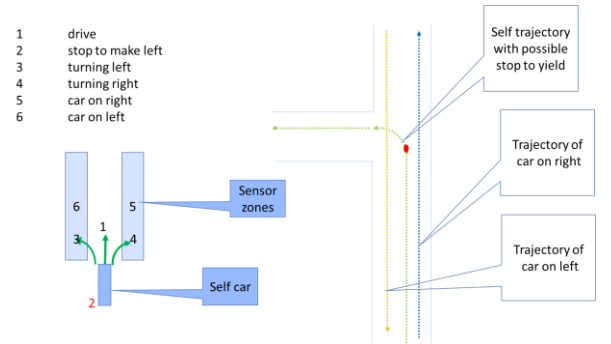 1 drive
2 stop to make left
3 turning left
4 turning right
5 car on right
6 car on left
Self trajectory
with possible
stop to yield
Trajectory of
car on right
Trajectory of
car on left
6
5
Sensor
zones
1
3
4
2
Self car